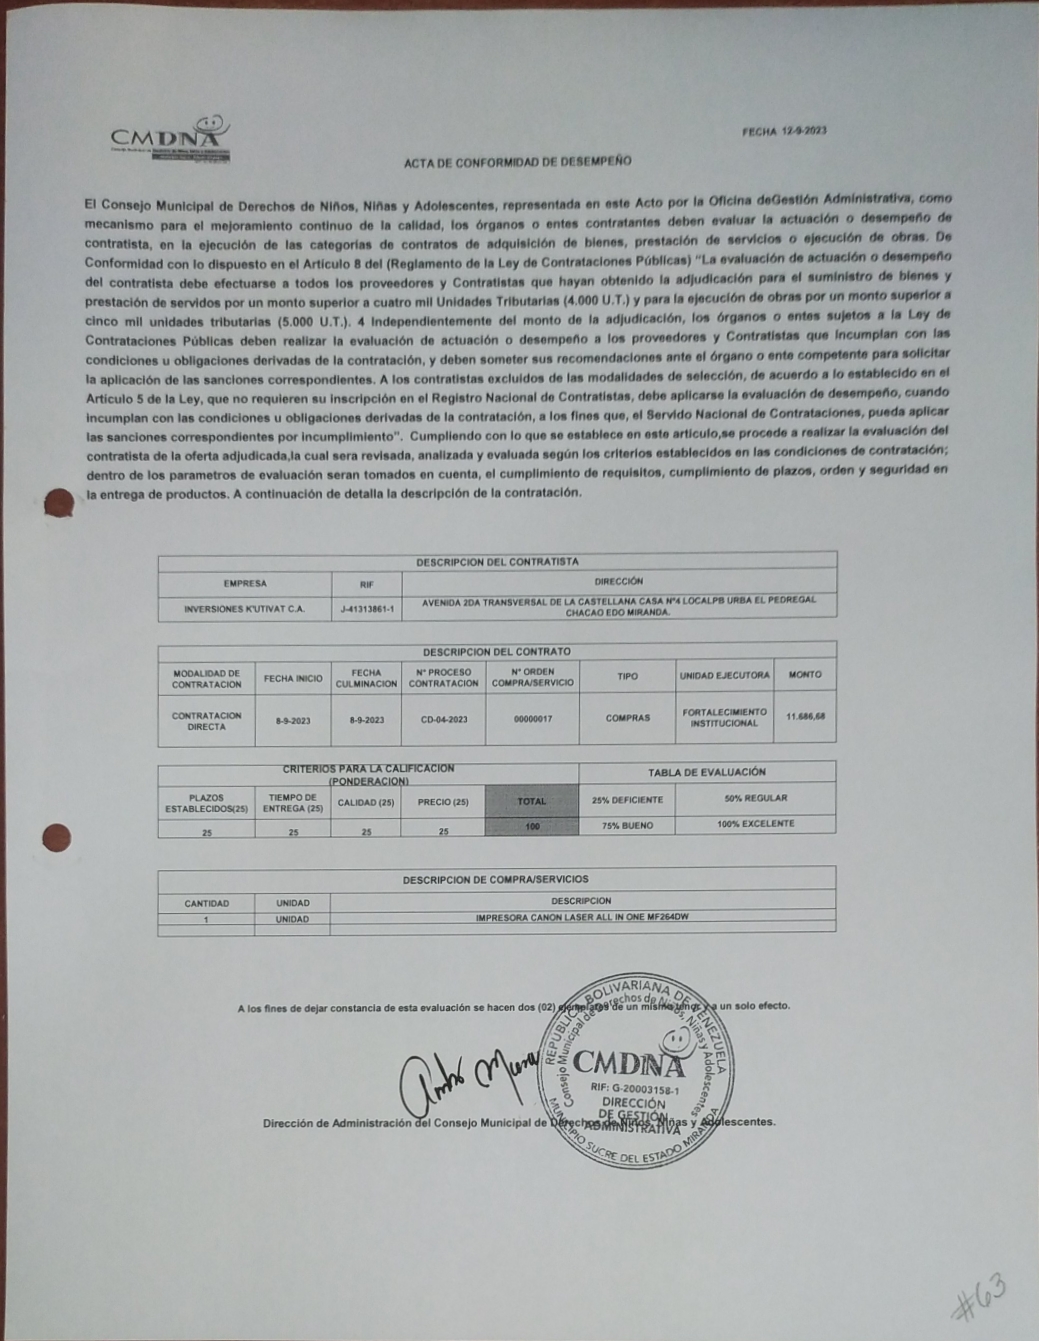 CMDNA
FECHA 12-9-2023
ACTA DE CONFORMIDAD DE DESEMPEÑO
El Consejo Municipal de Derechos de Niños, Niñas y Adolescentes, representada en este Acto por la Oficina deGestión Administrativa, como
mecanismo para el mejoramiento continuo de la calidad, los órganos o entes contratantes deben evaluar la actuación o desempeño de
contratista, en la ejecución de las categorias de contratos de adquisición de bienes, prestación de servicios o ejecución de obras. De
Conformidad con lo dispuesto en el Articulo 8 del (Reglamento de la Ley de Contrataciones Públicas) "La evaluación de actuación o desempeño
del contratista debe efectuarse a todos los proveedores y Contratistas que hayan obtenido la adjudicación para el suministro de bienes y
prestación de servidos por un monto superior a cuatro mil Unidades Tributarias (4.000 U.T.) y para la ejecución de obras por un monto superior a
cinco mil unidades tributarias (5.000 U.T.). 4 Independientemente del monto de la adjudicación, los órganos o entes sujetos a la Ley de
Contrataciones Públicas deben realizar la evaluación de actuación o desempeño a los proveedores y Contratistas que incumplan con las
condiciones u obligaciones derivadas de la contratación, y deben someter sus recomendaciones ante el órgano o ente competente para solicitar
la aplicación de las sanciones correspondientes. A los contratistas excluidos de las modalidades de selección, de acuerdo a lo establecido en el
Articulo 5 de la Ley, que no requieren su inscripción en el Registro Nacional de Contratistas, debe aplicarse la evaluación de desempeño, cuando
incumplan con las condiciones u obligaciones derivadas de la contratación, a los fines que, el Servido Nacional de Contrataciones, pueda aplicar
las sanciones correspondientes por incumplimiento". Cumpliendo con lo que se establece en este articulo,se procede a realizar la evaluación del
contratista de la oferta adjudicada,la cual sera revisada, analizada y evaluada según los criterios establecidos en las condiciones de contratación;
dentro de los parametros de evaluación seran tomados en cuenta, el cumplimiento de requisitos, cumplimiento de plazos, orden y seguridad en
la entrega de productos. A continuación de detalla la descripción de la contratación.
DESCRIPCION DEL CONTRATISTA
EMPRESA RIF DIRECCIÓN
INVERSIONES K'UTIVAT C.A. J-41313861-1 AVENIDA 2DA TRANSVERSAL DE LA CASTELLANA CASA N°4 LOCALPB URBA EL PEDREGAL
CHACAO EDO MIRANDA.
DESCRIPCION DEL CONTRATO
MODALIDAD DE CONTRATACION FECHA INICIO FECHA CULMINACION N° PROCESO CONTRATACION N° ORDEN COMPRA/SERVICIO TIPO UNIDAD EJECUTORA MONTO
CONTRATACION DIRECTA 8-9-2023 8-9-2023 CD-04-2023 00000017 COMPRAS FORTALECIMIENTO INSTITUCIONAL 11.686,68
CRITERIOS PARA LA CALIFICACION (PONDERACION) TABLA DE EVALUACIÓN
PLAZOS ESTABLECIDOS(25) TIEMPO DE ENTREGA (25) CALIDAD (25) PRECIO (25) TOTAL 25% DEFICIENTE 50% REGULAR
25 25 25 25 100 75% BUENO 100% EXCELENTE
DESCRIPCION DE COMPRA/SERVICIOS
CANTIDAD UNIDAD DESCRIPCION
1 UNIDAD IMPRESORA CANON LASER ALL IN ONE MF264DW
A los fines de dejar constancia de esta evaluación se hacen dos (02) ejemplares de un mismo tenor y a un solo efecto.
REPÚBLICA BOLIVARIANA DE VENEZUELA
Consejo Municipal de Derechos de Niños, Niñas y Adolescentes
CMDNA
RIF: G-20003158-1
DIRECCIÓN
DE GESTIÓN
ADMINISTRATIVA
MUNICIPIO SUCRE DEL ESTADO MIRANDA
Dirección de Administración del Consejo Municipal de Derechos de Niños, Niñas y Adolescentes.
#63